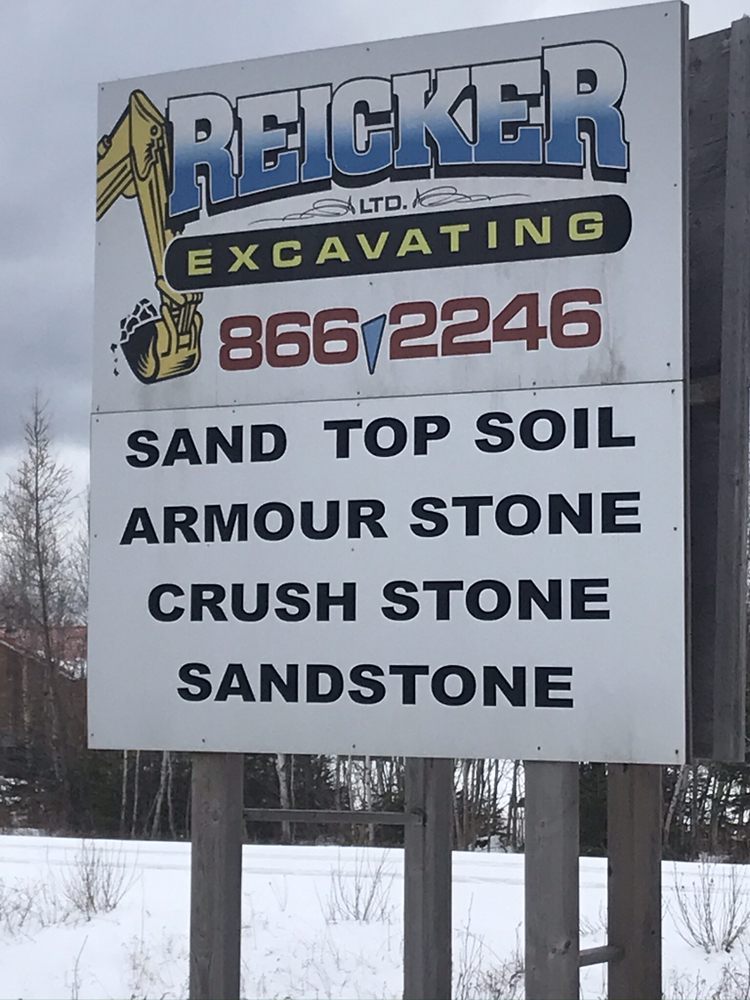 REICKER
LTD.
EXCAVATING
866 2246
SAND TOP SOIL
ARMOUR STONE
CRUSH STONE
SANDSTONE